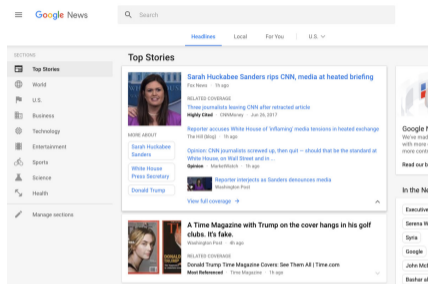 Google News
Search
Headlines
Local
For You
U.S.
SECTIONS
Top Stories
World
U.S.
Business
Technology
Entertainment
Sports
Science
Health
Manage sections
Top Stories
Sarah Huckabee Sanders rips CNN, media at heated briefing
Fox News · 1h ago
RELATED COVERAGE
Three journalists leaving CNN after retracted article
Highly Cited · CNNMoney · Jun 26, 2017
Reporter accuses White House of 'inflaming' media tensions in heated exchange
The Hill (blog) · 1h ago
Opinion: CNN journalists screwed up, then quit — should that be the standard at
White House, on Wall Street and in...
Opinion · MarketWatch · 1h ago
Reporter interjects as Sanders denounces media
Washington Post
View full coverage
MORE ABOUT
Sarah Huckabee
Sanders
White House
Press Secretary
Donald Trump
A Time Magazine with Trump on the cover hangs in his golf
clubs. It's fake.
Washington Post · 4h ago
RELATED COVERAGE
Donald Trump Time Magazine Covers: See Them All | Time.com
Most Referenced · Time Magazine · 1h ago
Google N
We've mad
with more
more cont
Read our b
In the Ne
Executive
Serena W
Syria
Google
John McE
Bashar al